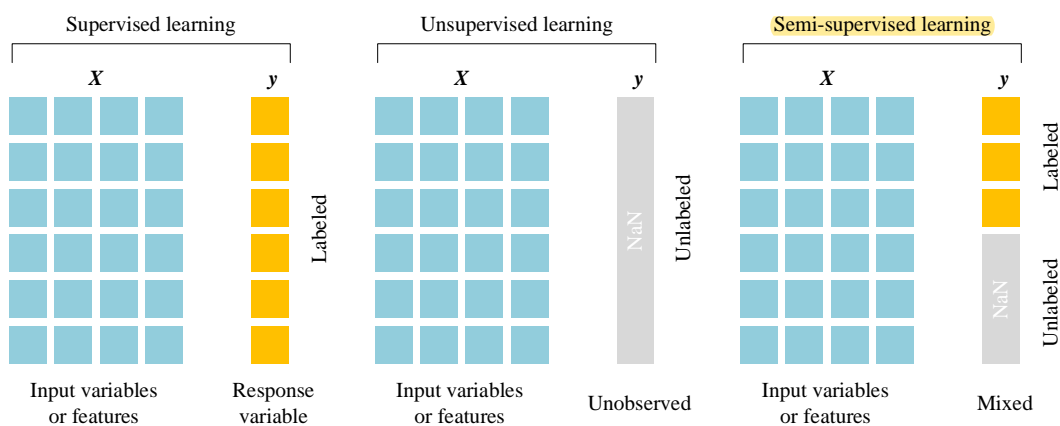 Supervised learning
X
y
Labeled
Input variables
or features
Response
variable
Unsupervised learning
X
y
NaN
Unlabeled
Input variables
or features
Unobserved
Semi-supervised learning
X
y
Labeled
NaN
Unlabeled
Input variables
or features
Mixed